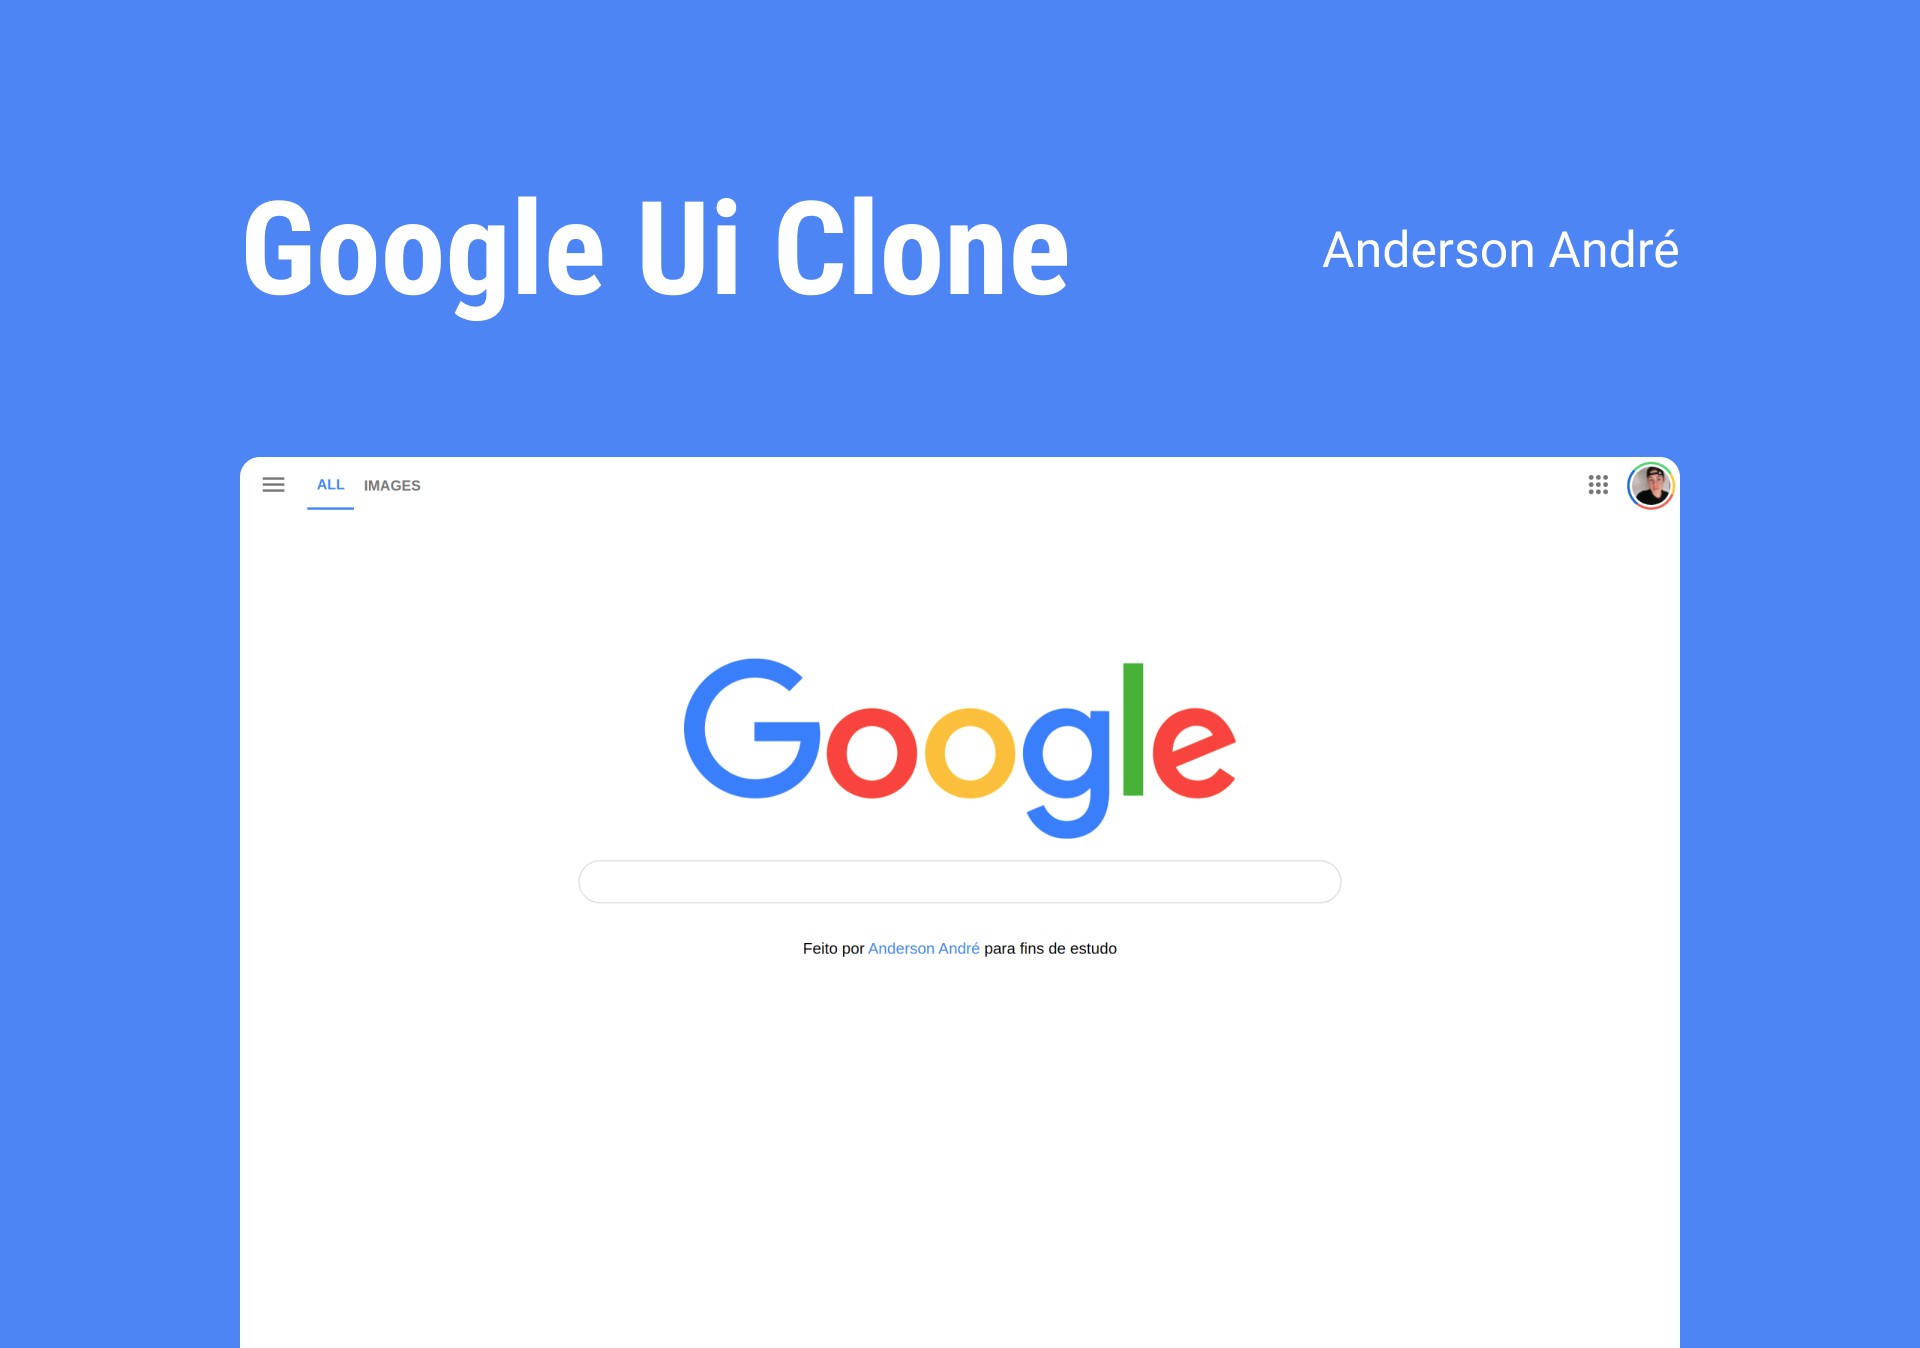 Google Ui Clone
Anderson André
ALL IMAGES
Google
Feito por Anderson André para fins de estudo